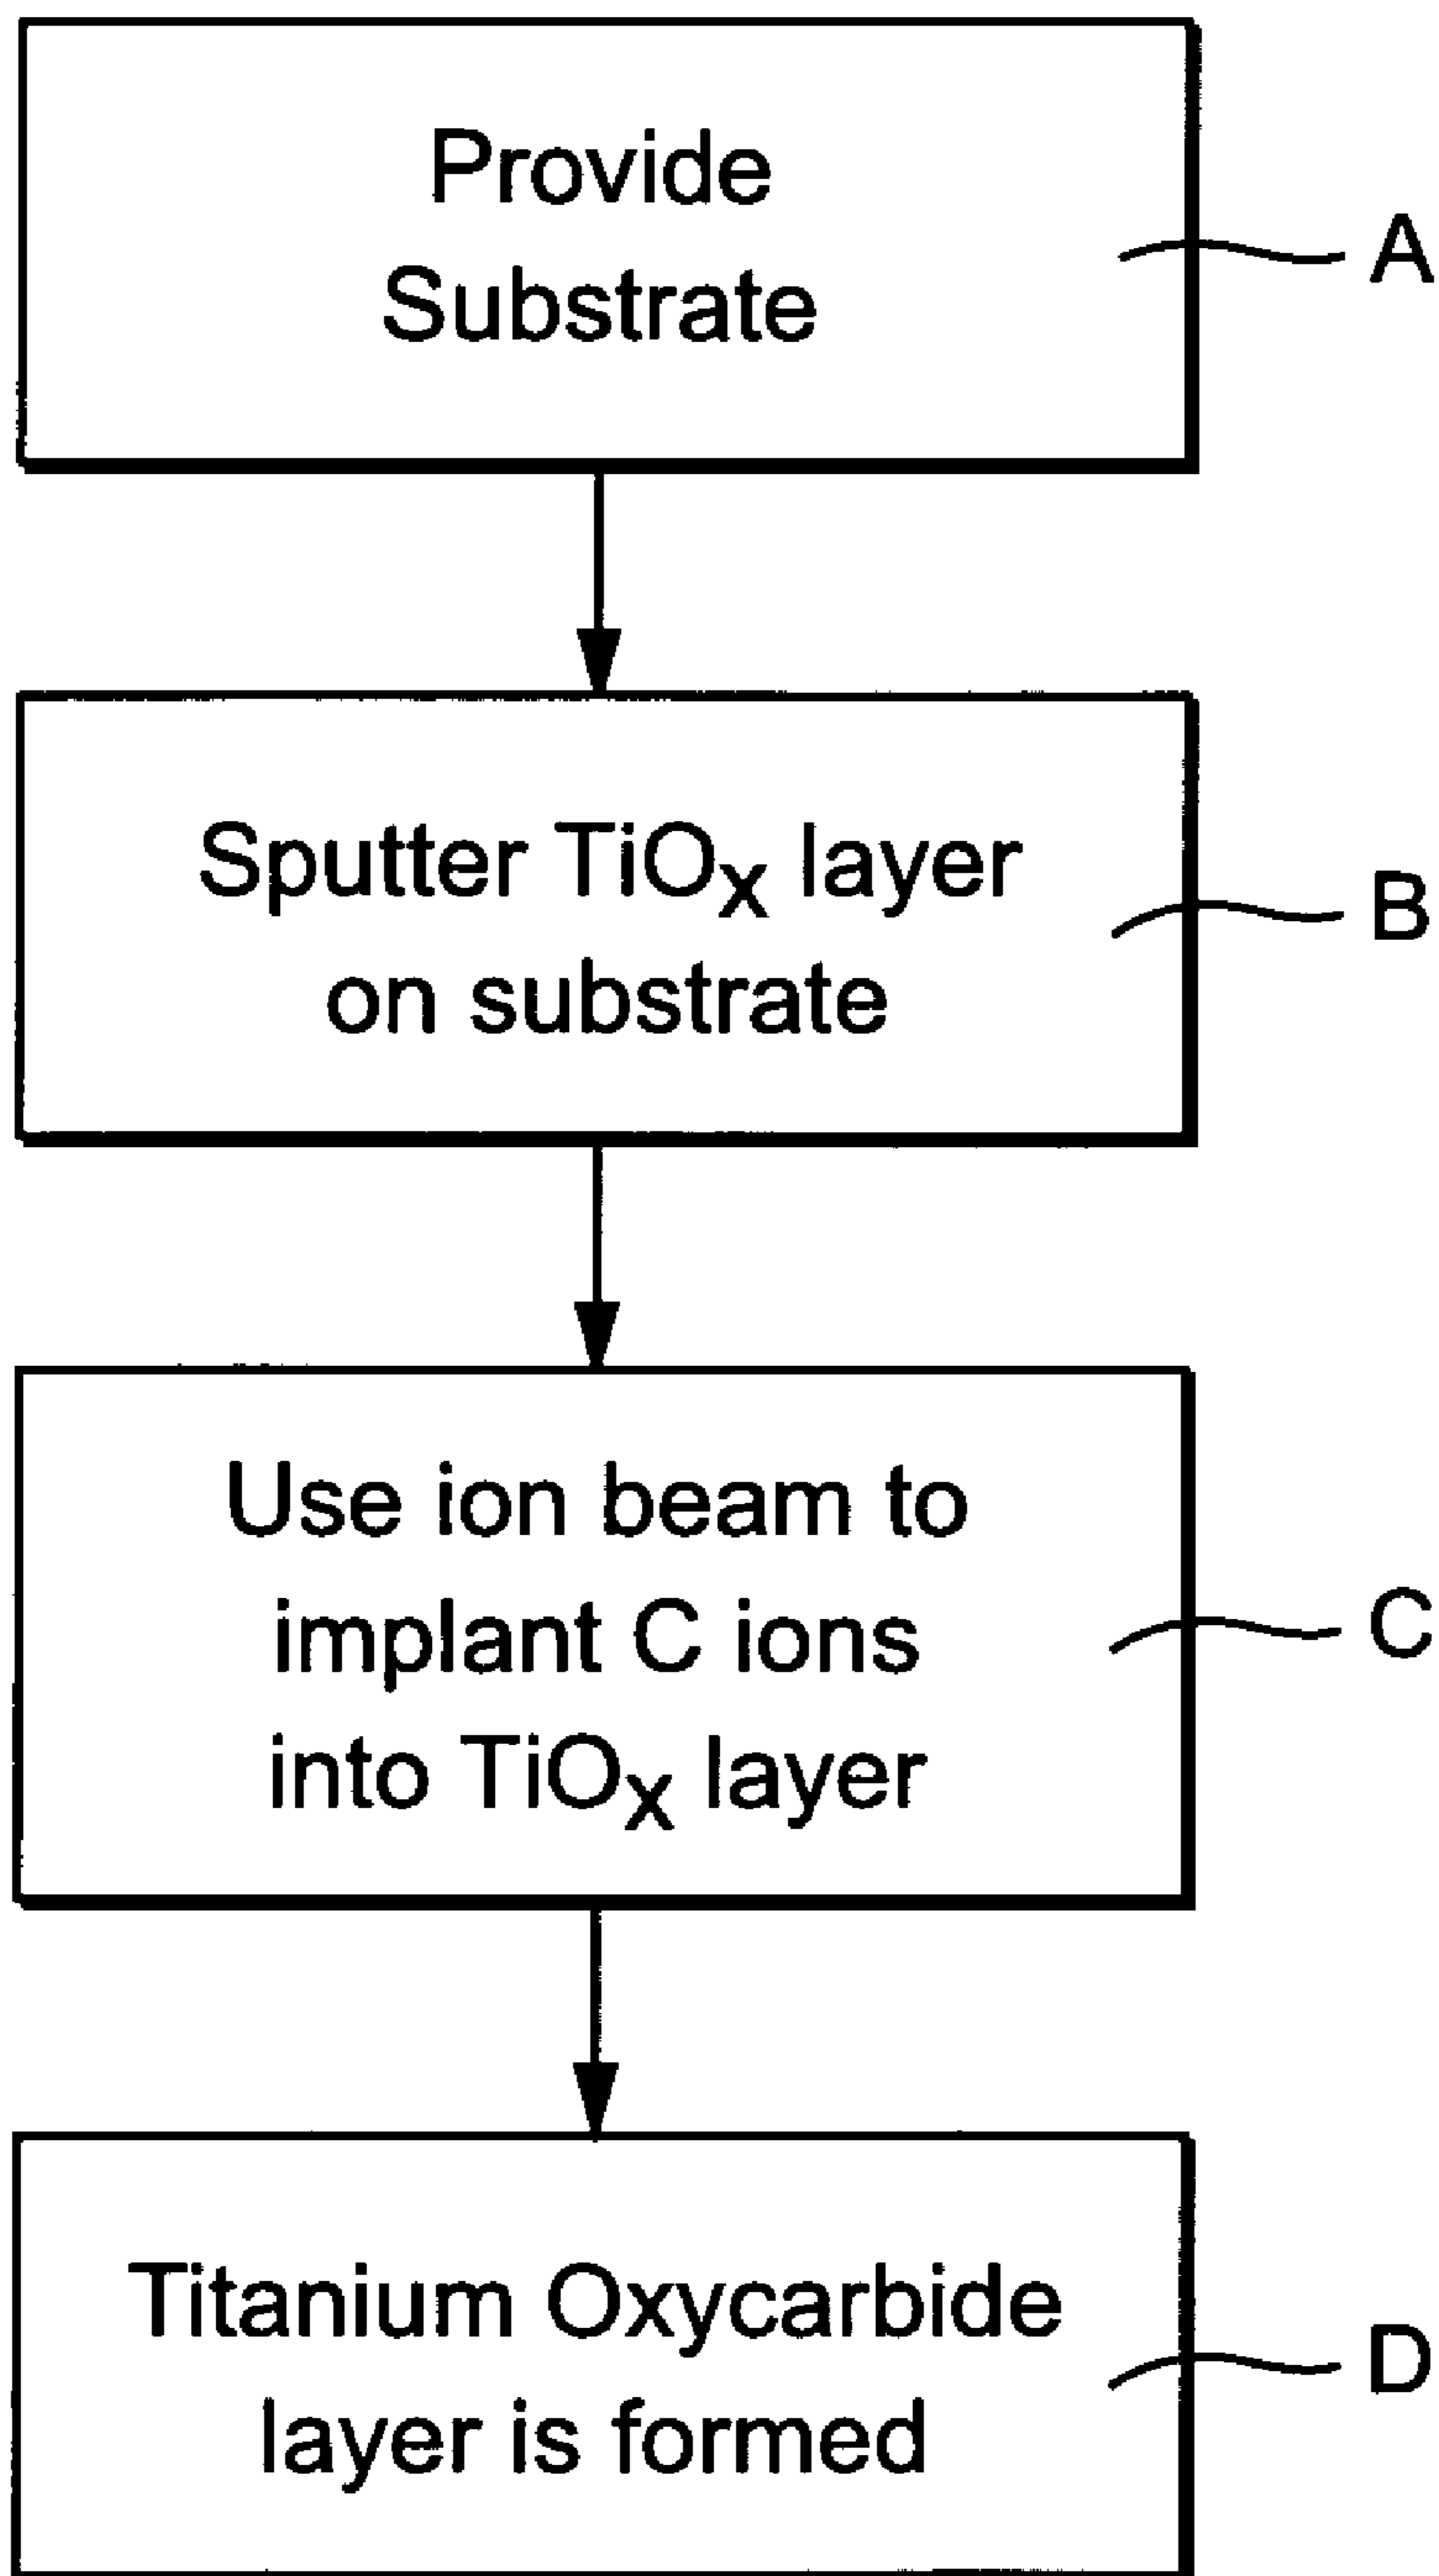 Provide
Substrate
A
Sputter TiOx layer
on substrate
B
Use ion beam to
implant C ions
into TiOx layer
C
Titanium Oxycarbide
layer is formed
D